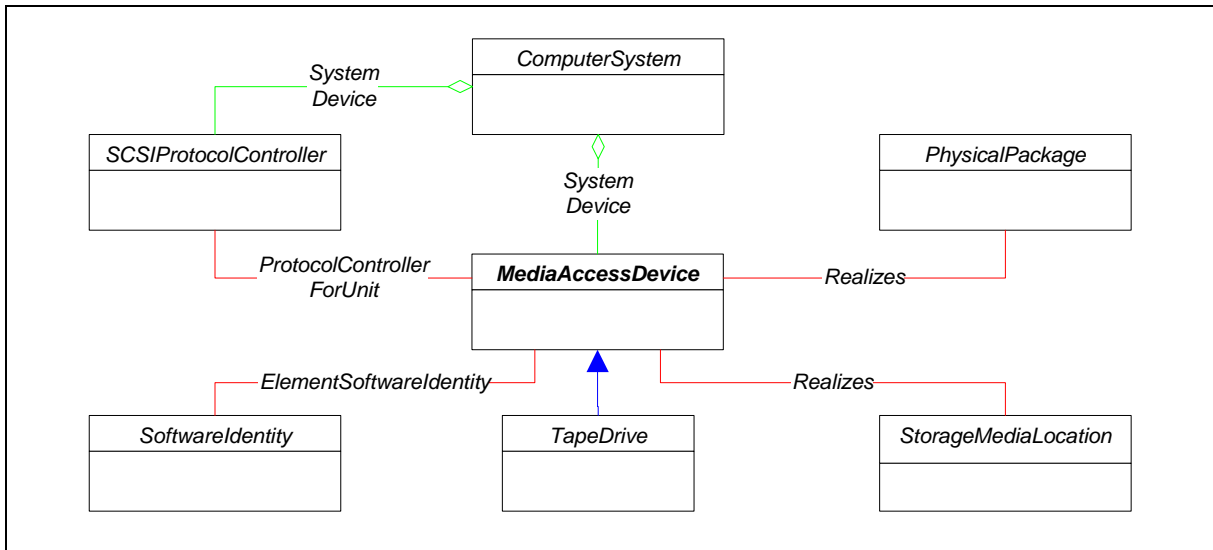 ComputerSystem
System
Device
SCSIProtocolController
PhysicalPackage
System
Device
ProtocolController
ForUnit
MediaAccessDevice
Realizes
ElementSoftwareIdentity
Realizes
SoftwareIdentity
TapeDrive
StorageMediaLocation